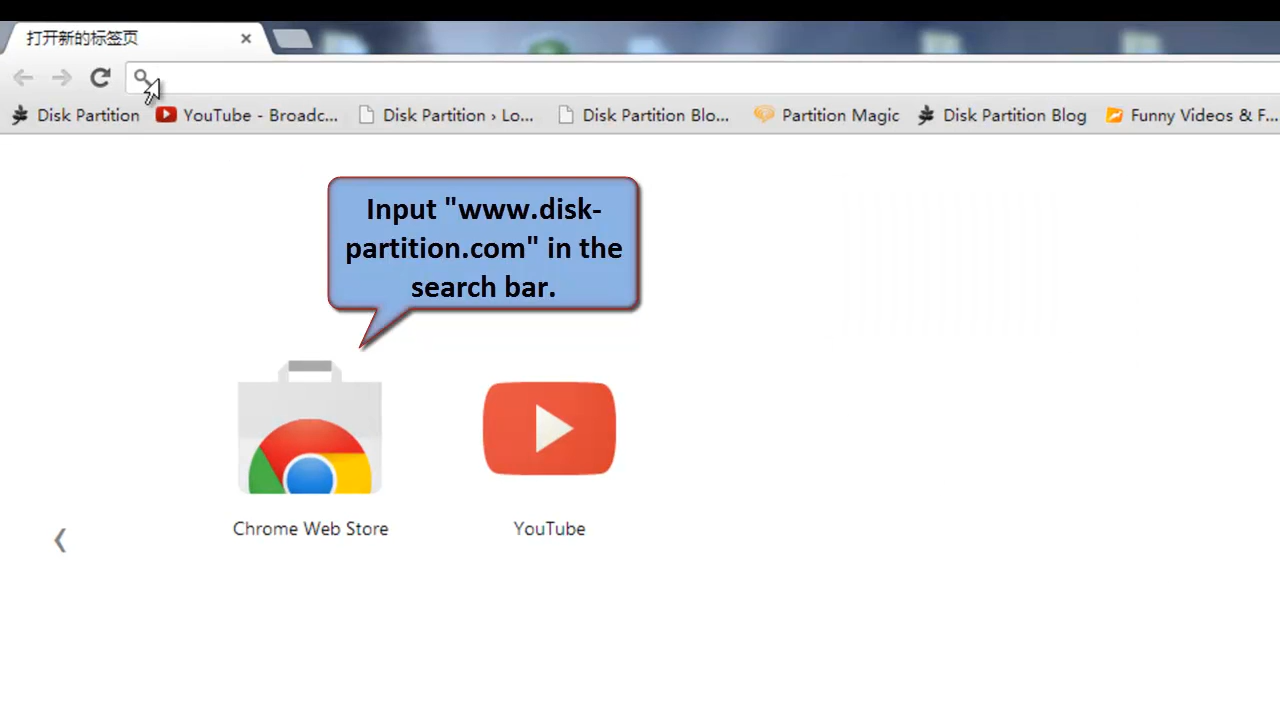 打开新的标签页
Disk Partition YouTube - Broadc... Disk Partition › Lo... Disk Partition Blo... Partition Magic Disk Partition Blog Funny Videos & F...
Input "www.disk-
partition.com" in the
search bar.
Chrome Web Store YouTube